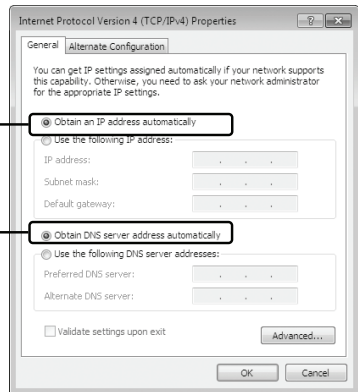 Internet Protocol Version 4 (TCP/IPv4) Properties
General
Alternate Configuration
You can get IP settings assigned automatically if your network supports
this capability. Otherwise, you need to ask your network administrator
for the appropriate IP settings.
Obtain an IP address automatically
Use the following IP address:
IP address:
Subnet mask:
Default gateway:
Obtain DNS server address automatically
Use the following DNS server addresses:
Preferred DNS server:
Alternate DNS server:
Validate settings upon exit
Advanced...
OK
Cancel